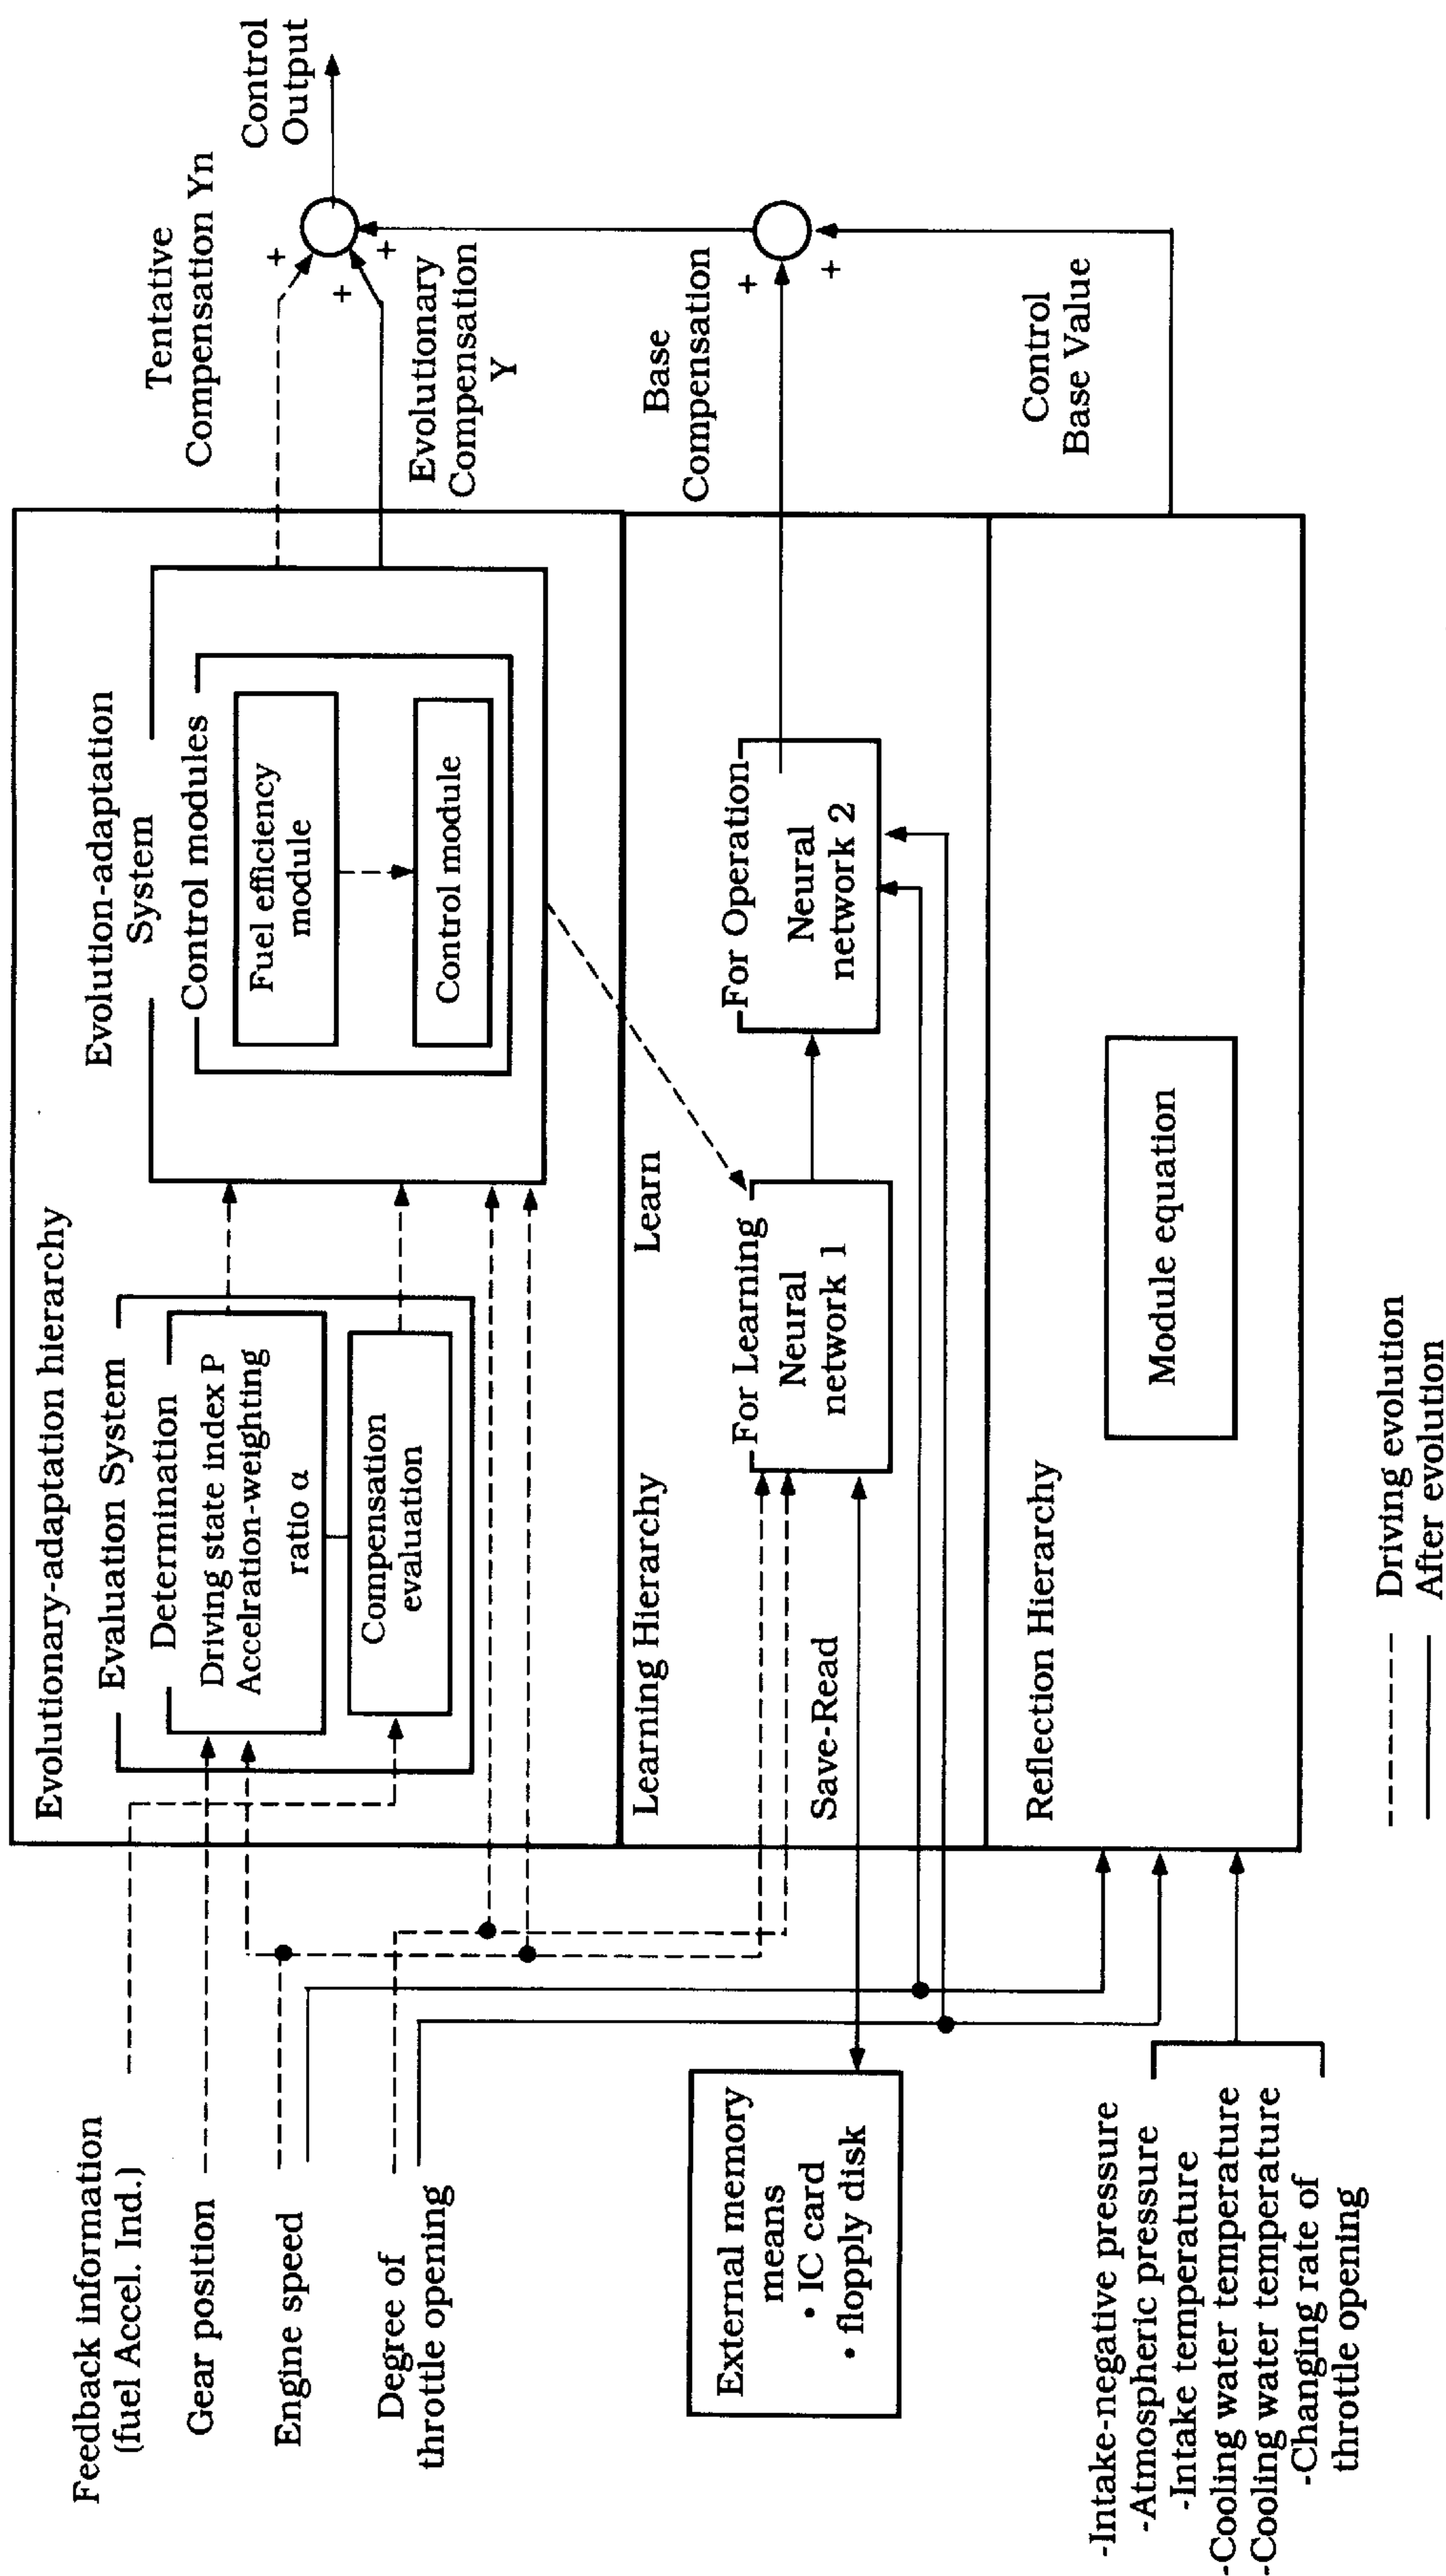 Feedback information
(fuel Accel. Ind.)
Gear position
Engine speed
Degree of
throttle opening
External memory
means
• IC card
• flopply disk
-Intake-negative pressure
-Atmospheric pressure
-Intake temperature
-Cooling water temperature
-Cooling water temperature
-Changing rate of
throttle opening
Evolutionary-adaptation hierarchy
Evaluation System
Determination
Driving state index P
Accelration-weighting
ratio α
Compensation
evaluation
Evolution-adaptation
System
Control modules
Fuel efficiency
module
Control module
Learning Hierarchy
Learn
Save-Read
For Learning
Neural
network 1
For Operation
Neural
network 2
Reflection Hierarchy
Module equation
Tentative
Compensation Yn
Evolutionary
Compensation
Y
Base
Compensation
Control
Base Value
+
+
+
+
+
Control
Output
Driving evolution
After evolution